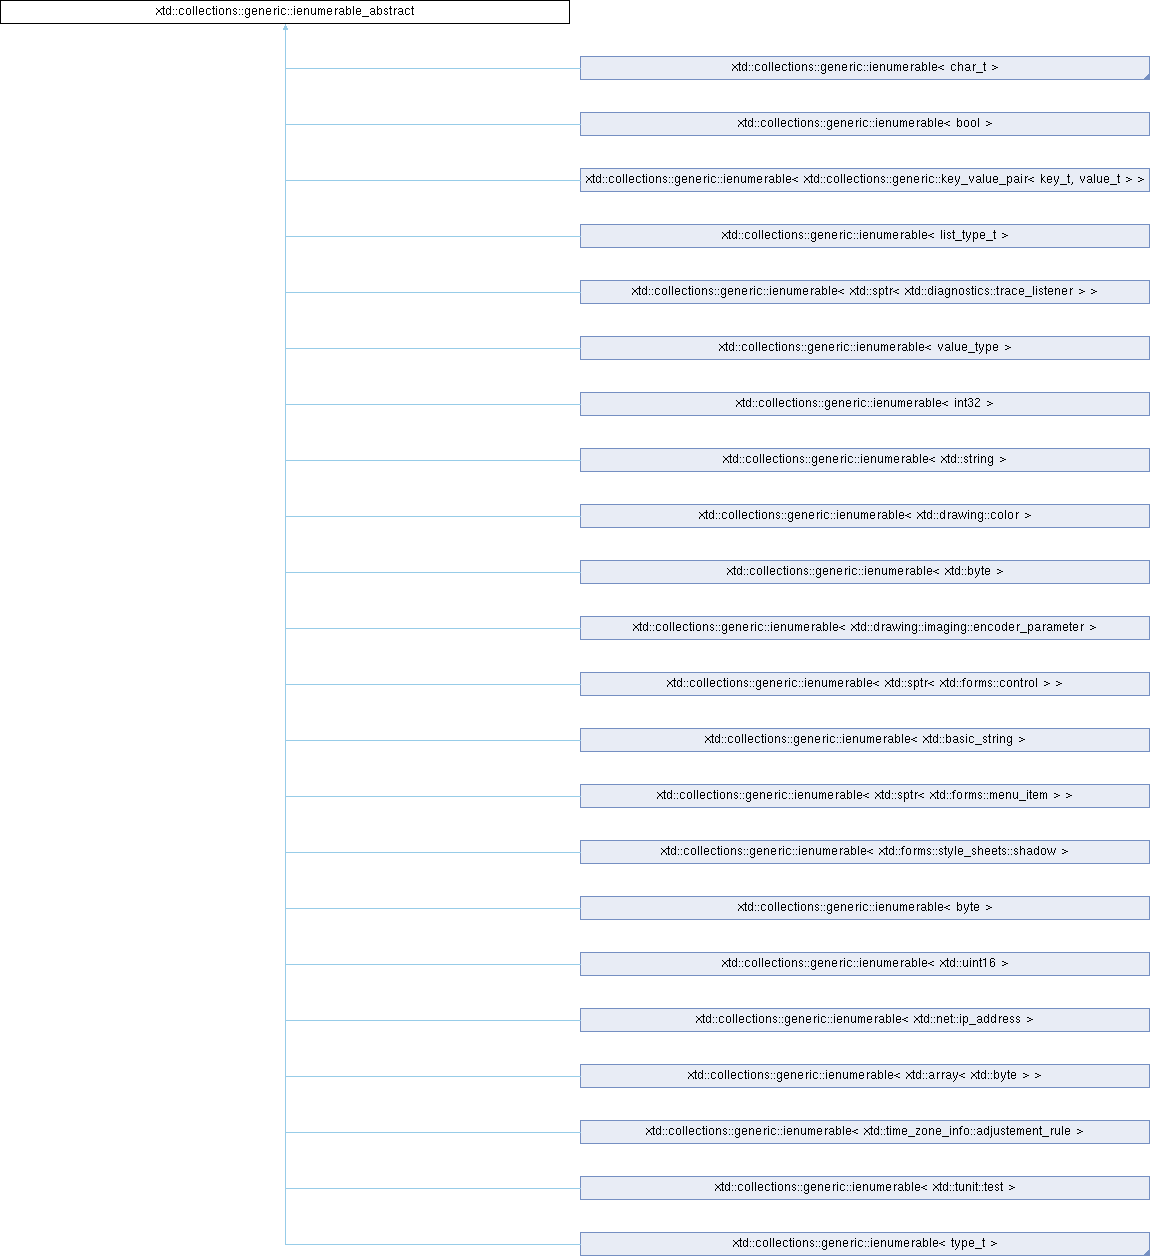 xtd::collections::generic::ienumerable_abstract
xtd::collections::generic::ienumerable< char_t >
xtd::collections::generic::ienumerable< bool >
xtd::collections::generic::ienumerable< xtd::collections::generic::key_value_pair< key_t, value_t > >
xtd::collections::generic::ienumerable< list_type_t >
xtd::collections::generic::ienumerable< xtd::sptr< xtd::diagnostics::trace_listener > >
xtd::collections::generic::ienumerable< value_type >
xtd::collections::generic::ienumerable< int32 >
xtd::collections::generic::ienumerable< xtd::string >
xtd::collections::generic::ienumerable< xtd::drawing::color >
xtd::collections::generic::ienumerable< xtd::byte >
xtd::collections::generic::ienumerable< xtd::drawing::imaging::encoder_parameter >
xtd::collections::generic::ienumerable< xtd::sptr< xtd::forms::control > >
xtd::collections::generic::ienumerable< xtd::basic_string >
xtd::collections::generic::ienumerable< xtd::sptr< xtd::forms::menu_item > >
xtd::collections::generic::ienumerable< xtd::forms::style_sheets::shadow >
xtd::collections::generic::ienumerable< byte >
xtd::collections::generic::ienumerable< xtd::uint16 >
xtd::collections::generic::ienumerable< xtd::net::ip_address >
xtd::collections::generic::ienumerable< xtd::array< xtd::byte > >
xtd::collections::generic::ienumerable< xtd::time_zone_info::adjustement_rule >
xtd::collections::generic::ienumerable< xtd::tunit::test >
xtd::collections::generic::ienumerable< type_t >